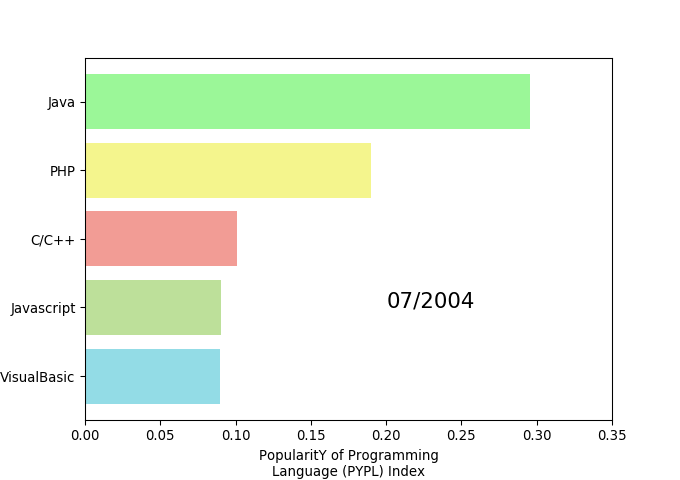 Java
PHP
C/C++
Javascript
VisualBasic
07/2004
0.00 0.05 0.10 0.15 0.20 0.25 0.30 0.35
PopularitY of Programming
Language (PYPL) Index